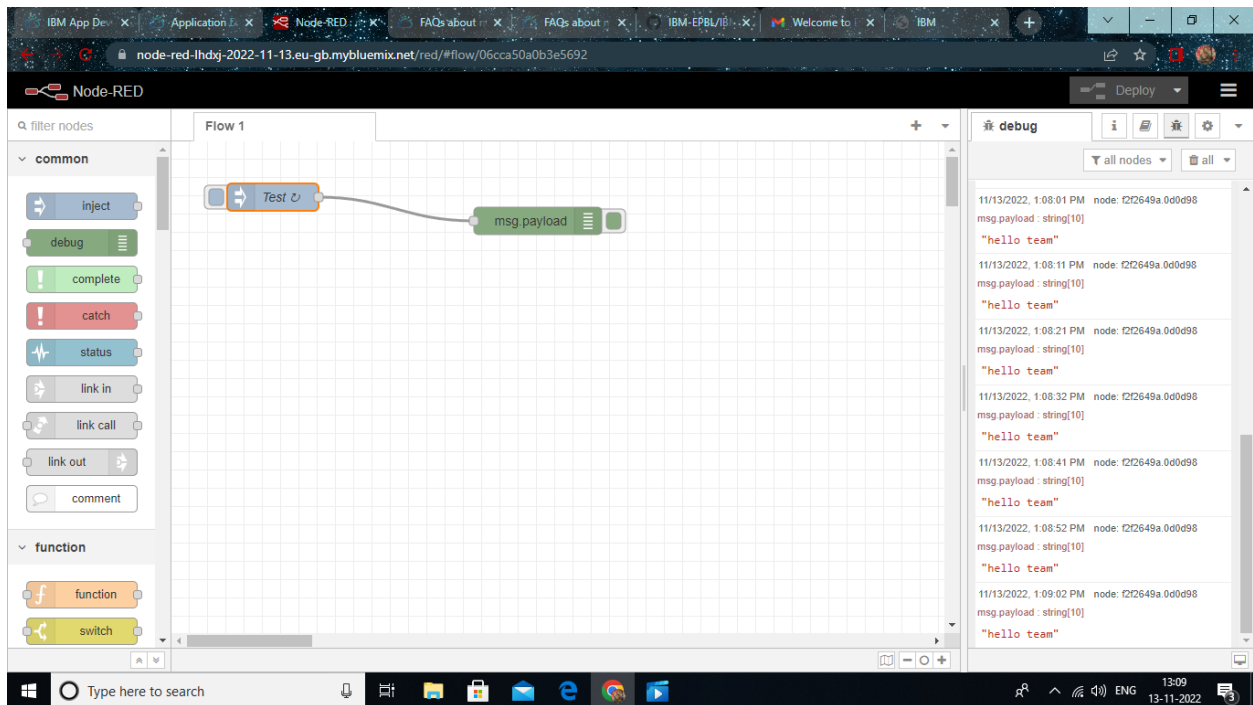 IBM App Dev
Application
Node-RED :
FAQs about
FAQs about
IBM-EPBL/IB
Welcome to
IBM
node-red-lhdxj-2022-11-13.eu-gb.mybluemix.net/red/#flow/06cca50a0b3e5692
Node-RED
Deploy
filter nodes
Flow 1
debug
i
common
all nodes
all
inject
debug
complete
catch
status
link in
link call
link out
comment
function
function
switch
Test ↻
msg.payload
11/13/2022, 1:08:01 PM node: f2f2649a.0d0d98
msg.payload : string[10]
"hello team"
11/13/2022, 1:08:11 PM node: f2f2649a.0d0d98
msg.payload : string[10]
"hello team"
11/13/2022, 1:08:21 PM node: f2f2649a.0d0d98
msg.payload : string[10]
"hello team"
11/13/2022, 1:08:32 PM node: f2f2649a.0d0d98
msg.payload : string[10]
"hello team"
11/13/2022, 1:08:41 PM node: f2f2649a.0d0d98
msg.payload : string[10]
"hello team"
11/13/2022, 1:08:52 PM node: f2f2649a.0d0d98
msg.payload : string[10]
"hello team"
11/13/2022, 1:09:02 PM node: f2f2649a.0d0d98
msg.payload : string[10]
"hello team"
Type here to search
ENG
13:09
13-11-2022
3